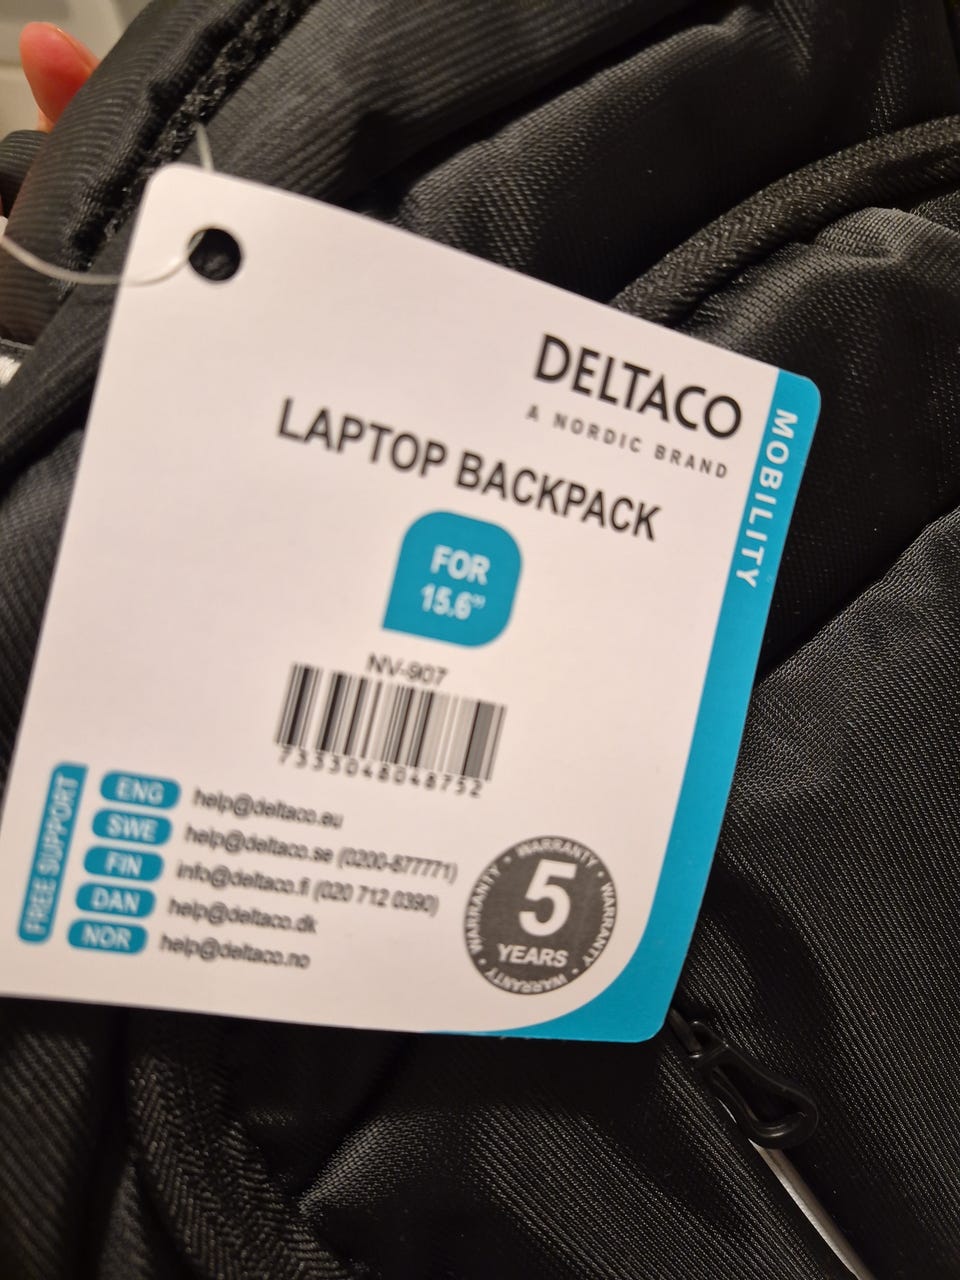 DELTACO
A NORDIC BRAND
MOBILITY
LAPTOP BACKPACK
FOR
15.6"
NV-907
7333048048752
FREE SUPPORT
ENG help@deltaco.eu
SWE help@deltaco.se (0200-877771)
FIN info@deltaco.fi (020 712 0390)
DAN help@deltaco.dk
NOR help@deltaco.no
WARRANTY • WARRANTY • WARRANTY • WARRANTY •
5
YEARS